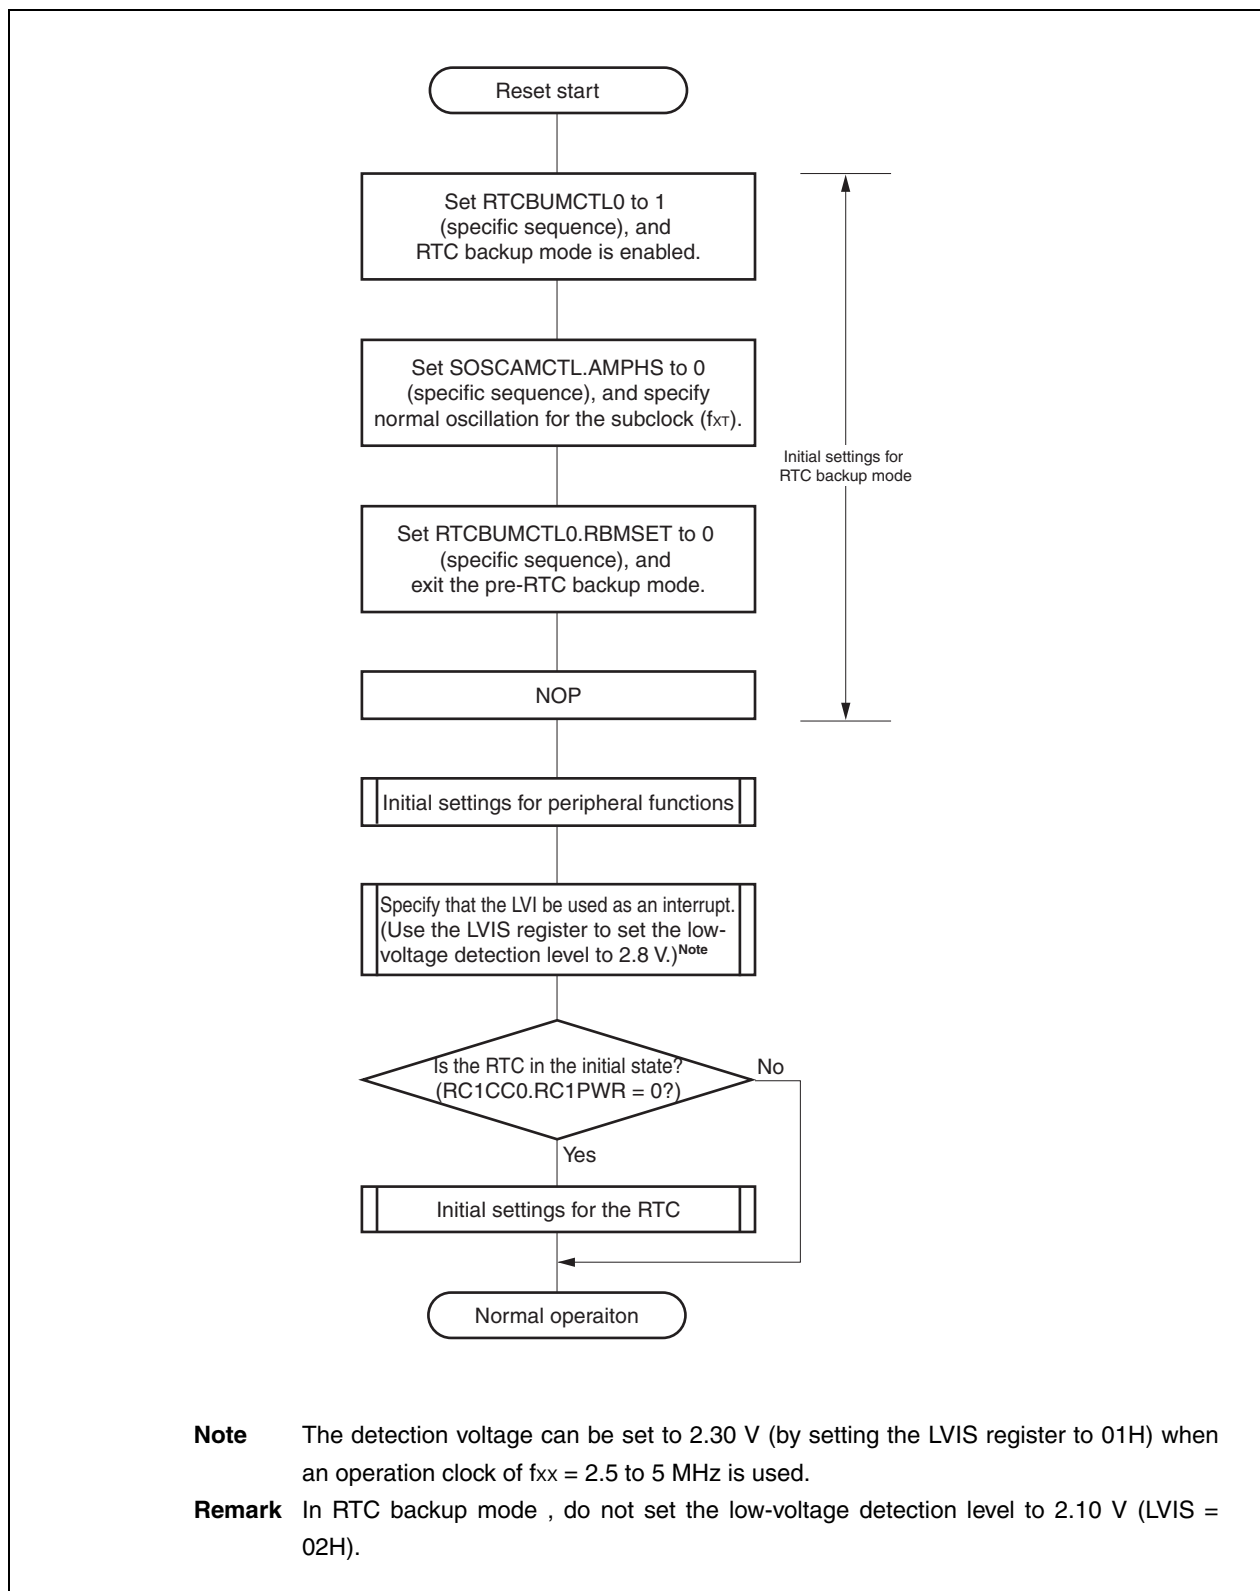 Reset start
Set RTCBUMCTL0 to 1
(specific sequence), and
RTC backup mode is enabled.
Set SOSCAMCTL.AMPHS to 0
(specific sequence), and specify
normal oscillation for the subclock (fXT).
Initial settings for
RTC backup mode
Set RTCBUMCTL0.RBMSET to 0
(specific sequence), and
exit the pre-RTC backup mode.
NOP
Initial settings for peripheral functions
Specify that the LVI be used as an interrupt.
(Use the LVIS register to set the low-
voltage detection level to 2.8 V.)Note
Is the RTC in the initial state?
(RC1CC0.RC1PWR = 0?)
No
Yes
Initial settings for the RTC
Normal operaiton
Note The detection voltage can be set to 2.30 V (by setting the LVIS register to 01H) when
an operation clock of fxx = 2.5 to 5 MHz is used.
Remark In RTC backup mode , do not set the low-voltage detection level to 2.10 V (LVIS =
02H).